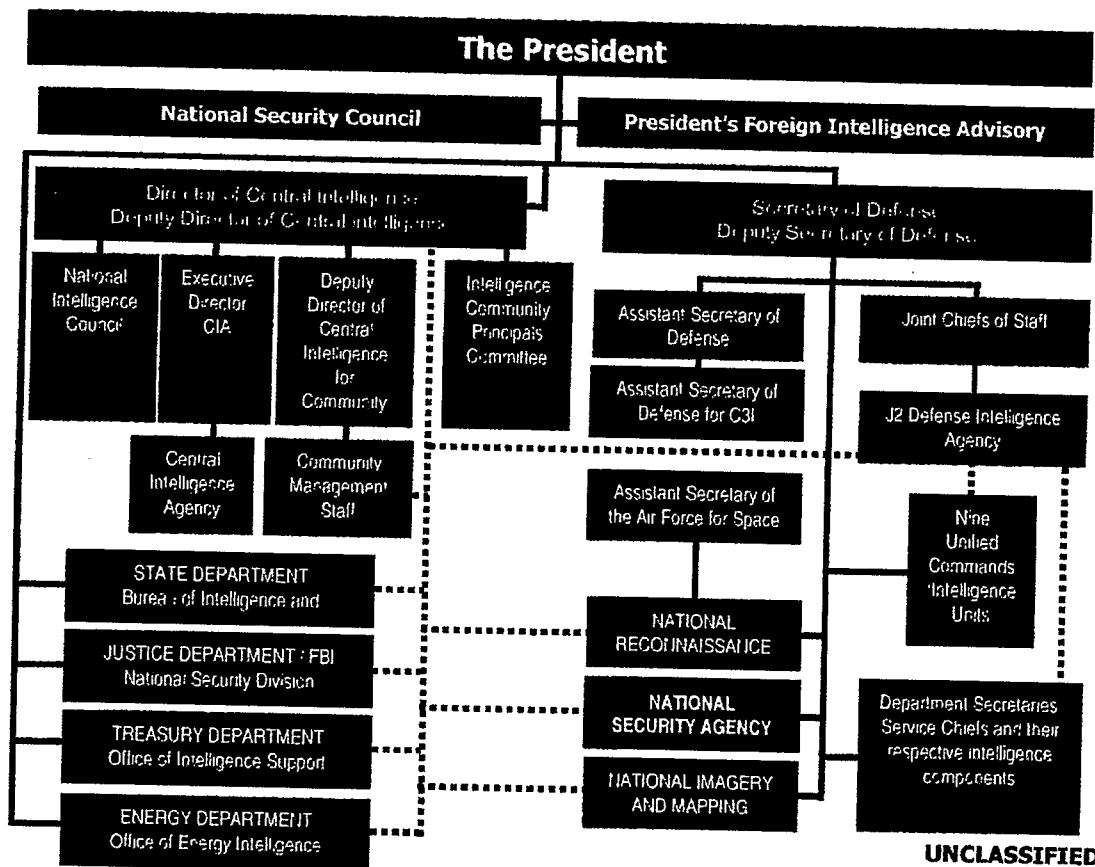 The President
National Security Council
President's Foreign Intelligence Advisory
Director of Central Intelligence
Deputy Director of Central Intelligence
Secretary of Defense
Deputy Secretary of Defense
National
Intelligence
Council
Executive
Director
CIA
Deputy
Director of
Central
Intelligence
for
Community
Intelligence
Community
Principals
Committee
Assistant Secretary of
Defense
Joint Chiefs of Staff
Assistant Secretary of
Defense for C3I
J2 Defense Intelligence
Agency
Central
Intelligence
Agency
Community
Management
Staff
Assistant Secretary of
the Air Force for Space
Nine
Unified
Commands
Intelligence
Units
STATE DEPARTMENT
Bureau of Intelligence and
NATIONAL
RECONNAISSANCE
JUSTICE DEPARTMENT : FBI
National Security Division
NATIONAL
SECURITY AGENCY
Department Secretaries
Service Chiefs and their
respective intelligence
components
TREASURY DEPARTMENT
Office of Intelligence Support
NATIONAL IMAGERY
AND MAPPING
ENERGY DEPARTMENT
Office of Energy Intelligence
UNCLASSIFIED